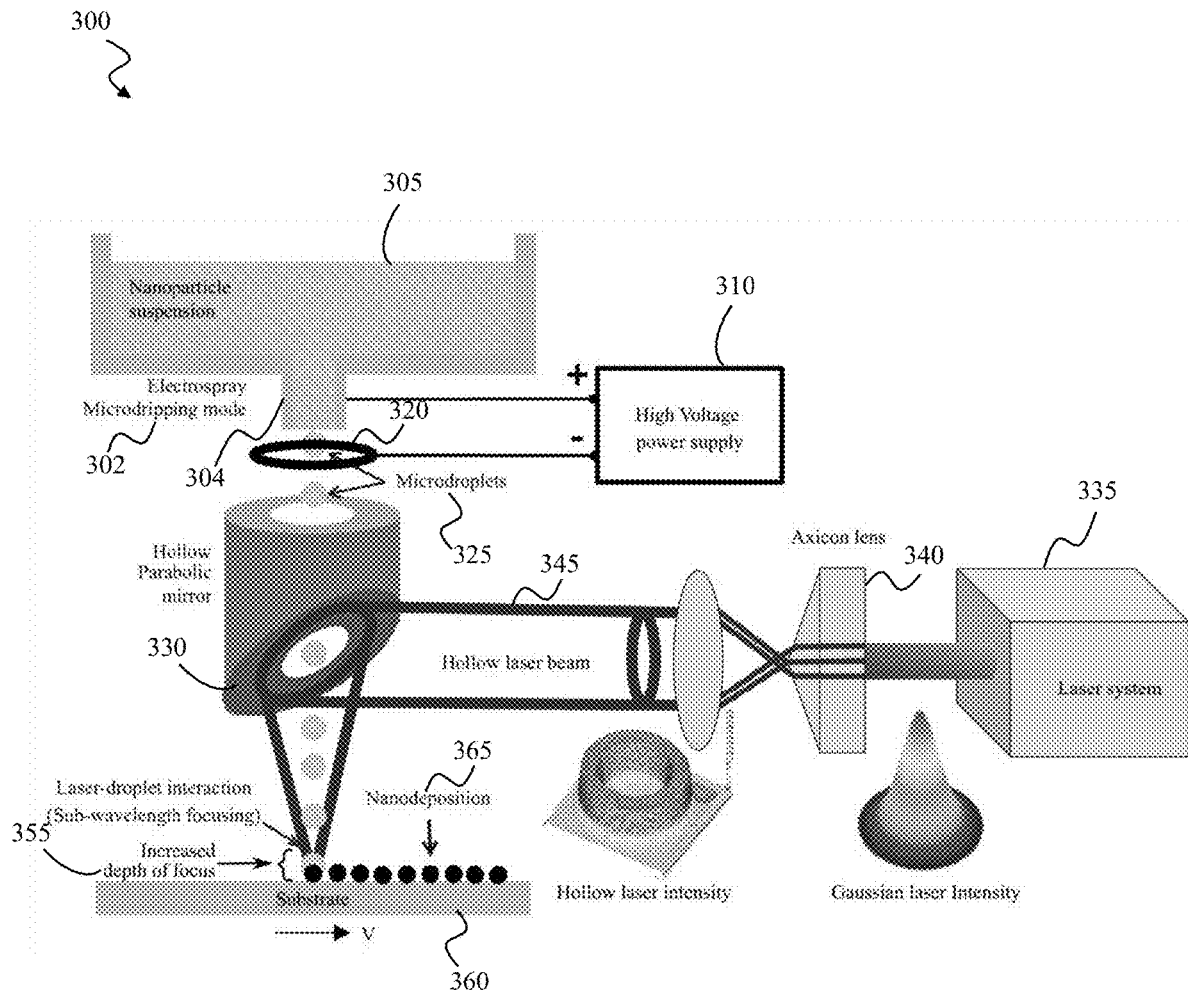 300
305
Nanoparticle
suspension
310
Electrospray
Microdripping mode
302
304
320
+
-
High Voltage
power supply
Microdroplets
325
Hollow
Parabolic
mirror
330
345
Hollow laser beam
Axicon lens
340
335
Laser system
Laser-droplet interaction
(Sub-wavelength focusing)
355
Increased
depth of focus
365
Nanodeposition
Substrate
V
360
Hollow laser intensity
Gaussian laser Intensity